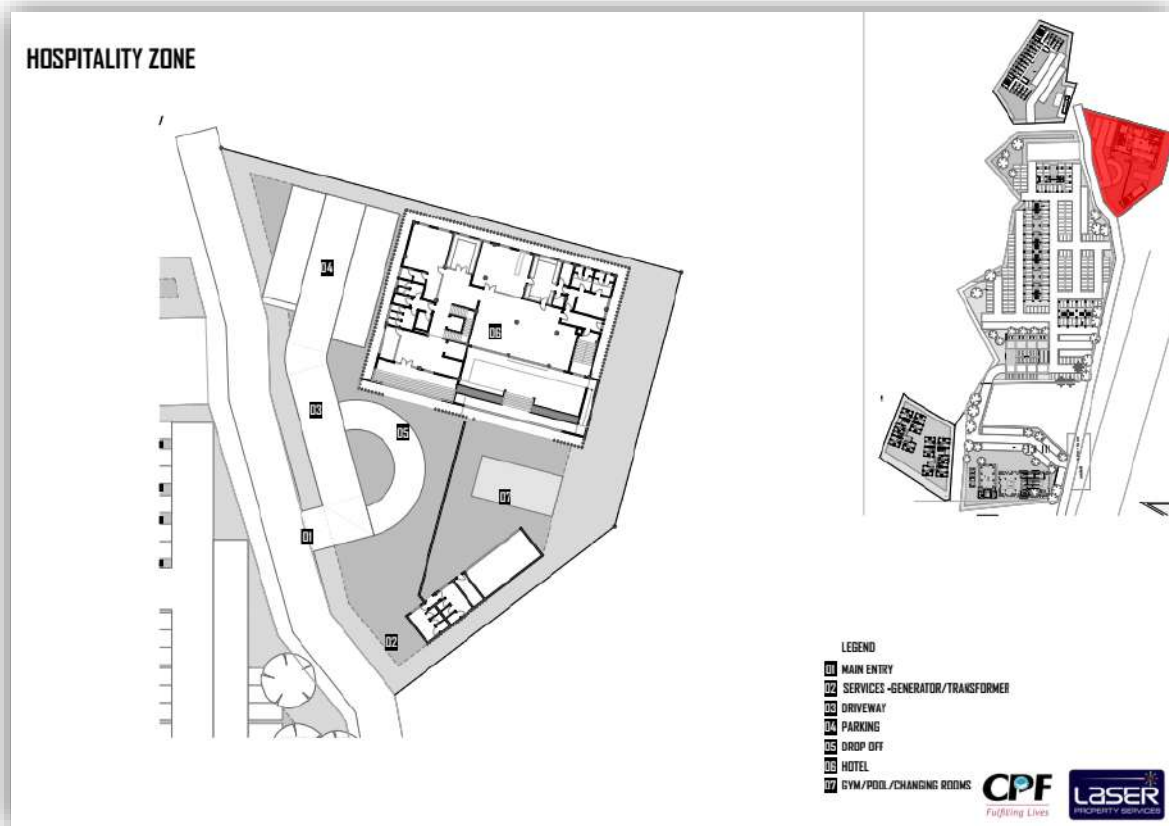 HOSPITALITY ZONE
04
06
03
05
07
01
02
LEGEND
01 MAIN ENTRY
02 SERVICES -GENERATOR/TRANSFORMER
03 DRIVEWAY
04 PARKING
05 DROP OFF
06 HOTEL
07 GYM/POOL/CHANGING ROOMS
CPF
Fulfilling Lives
LASER
PROPERTY SERVICES